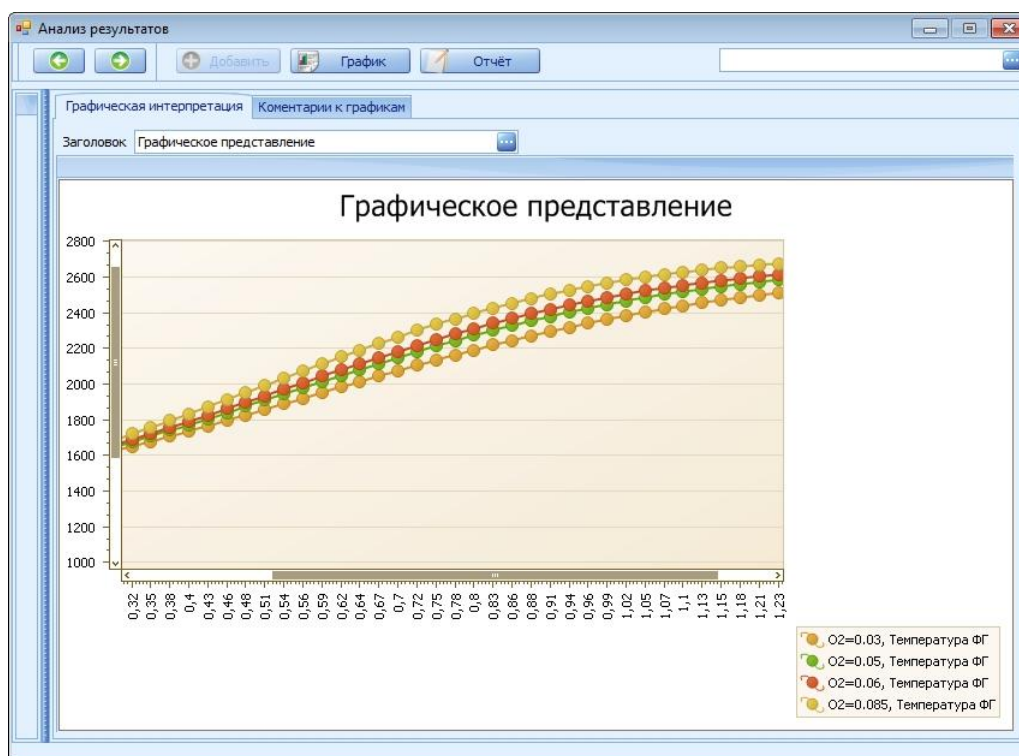 Анализ результатов
Добавить График Отчёт
Графическая интерпретация Коментарии к графикам
Заголовок Графическое представление
Графическое представление
2800
2600
2400
2200
2000
1800
1600
1400
1200
1000
0,32 0,35 0,38 0,4 0,43 0,46 0,48 0,51 0,54 0,56 0,59 0,62 0,64 0,67 0,7 0,72 0,75 0,78 0,8 0,83 0,86 0,88 0,91 0,94 0,96 0,99 1,02 1,05 1,07 1,1 1,13 1,15 1,18 1,21 1,23
O2=0.03, Температура ФГ
O2=0.05, Температура ФГ
O2=0.06, Температура ФГ
O2=0.085, Температура ФГ